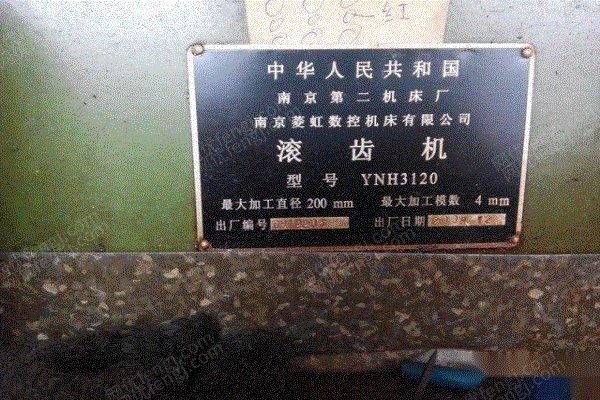 中华人民共和国
南京第二机床厂
南京菱虹数控机床有限公司
滚齿机
型号 YNH3120
最大加工直径 200 mm 最大加工模数 4 mm
出厂编号 出厂日期